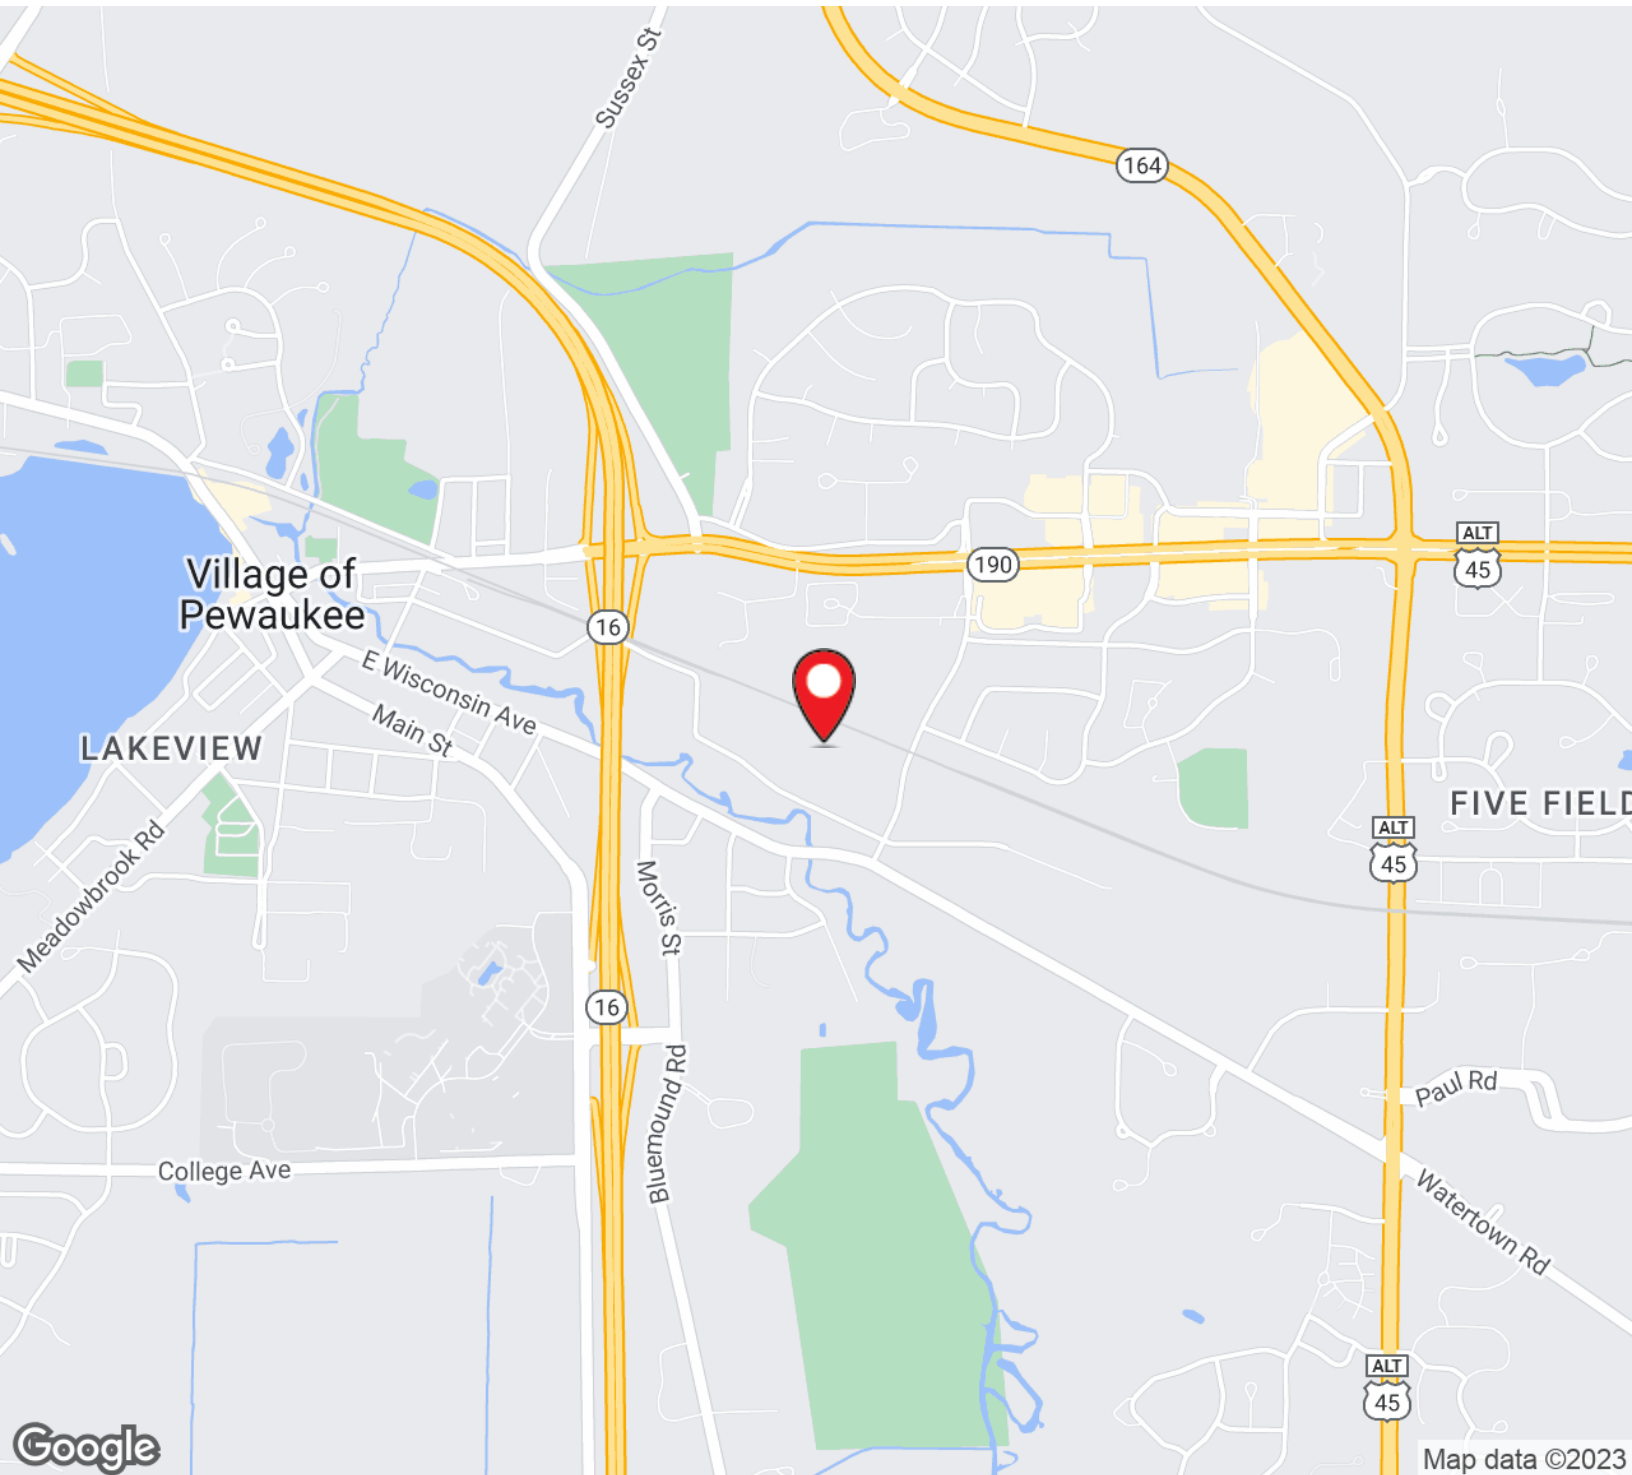 Sussex St
164
ALT
45
190
Village of
Pewaukee
16
E Wisconsin Ave
Main St
LAKEVIEW
FIVE FIELD
ALT
45
Meadowbrook Rd
Morris St
16
Bluemound Rd
Paul Rd
College Ave
Watertown Rd
ALT
45
Google
Map data ©2023